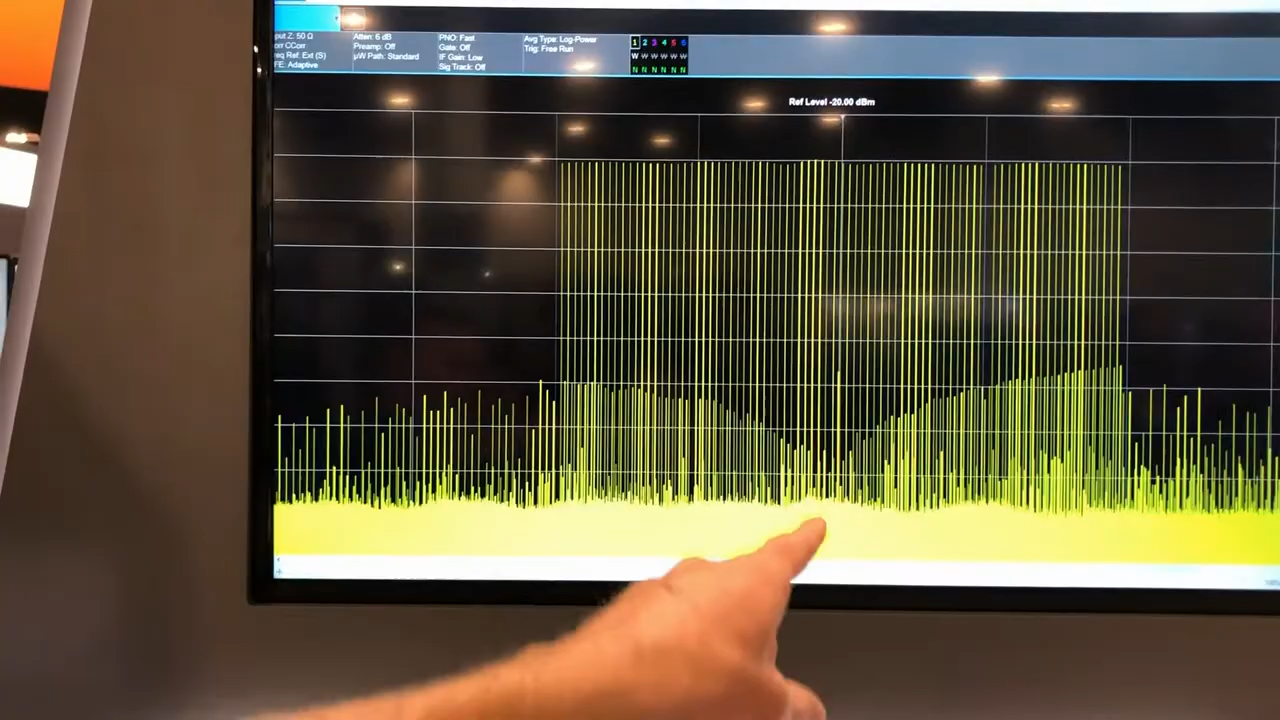 put Z: 50 Ω
orr CCorr
eq Ref: Ext (S)
FE: Adaptive
Atten: 6 dB
Preamp: Off
µW Path: Standard
PNO: Fast
Gate: Off
IF Gain: Low
Sig Track: Off
Avg Type: Log-Power
Trig: Free Run
1 2 3 4 5 6
W W W W W W
N N N N N N
Ref Level -20.00 dBm